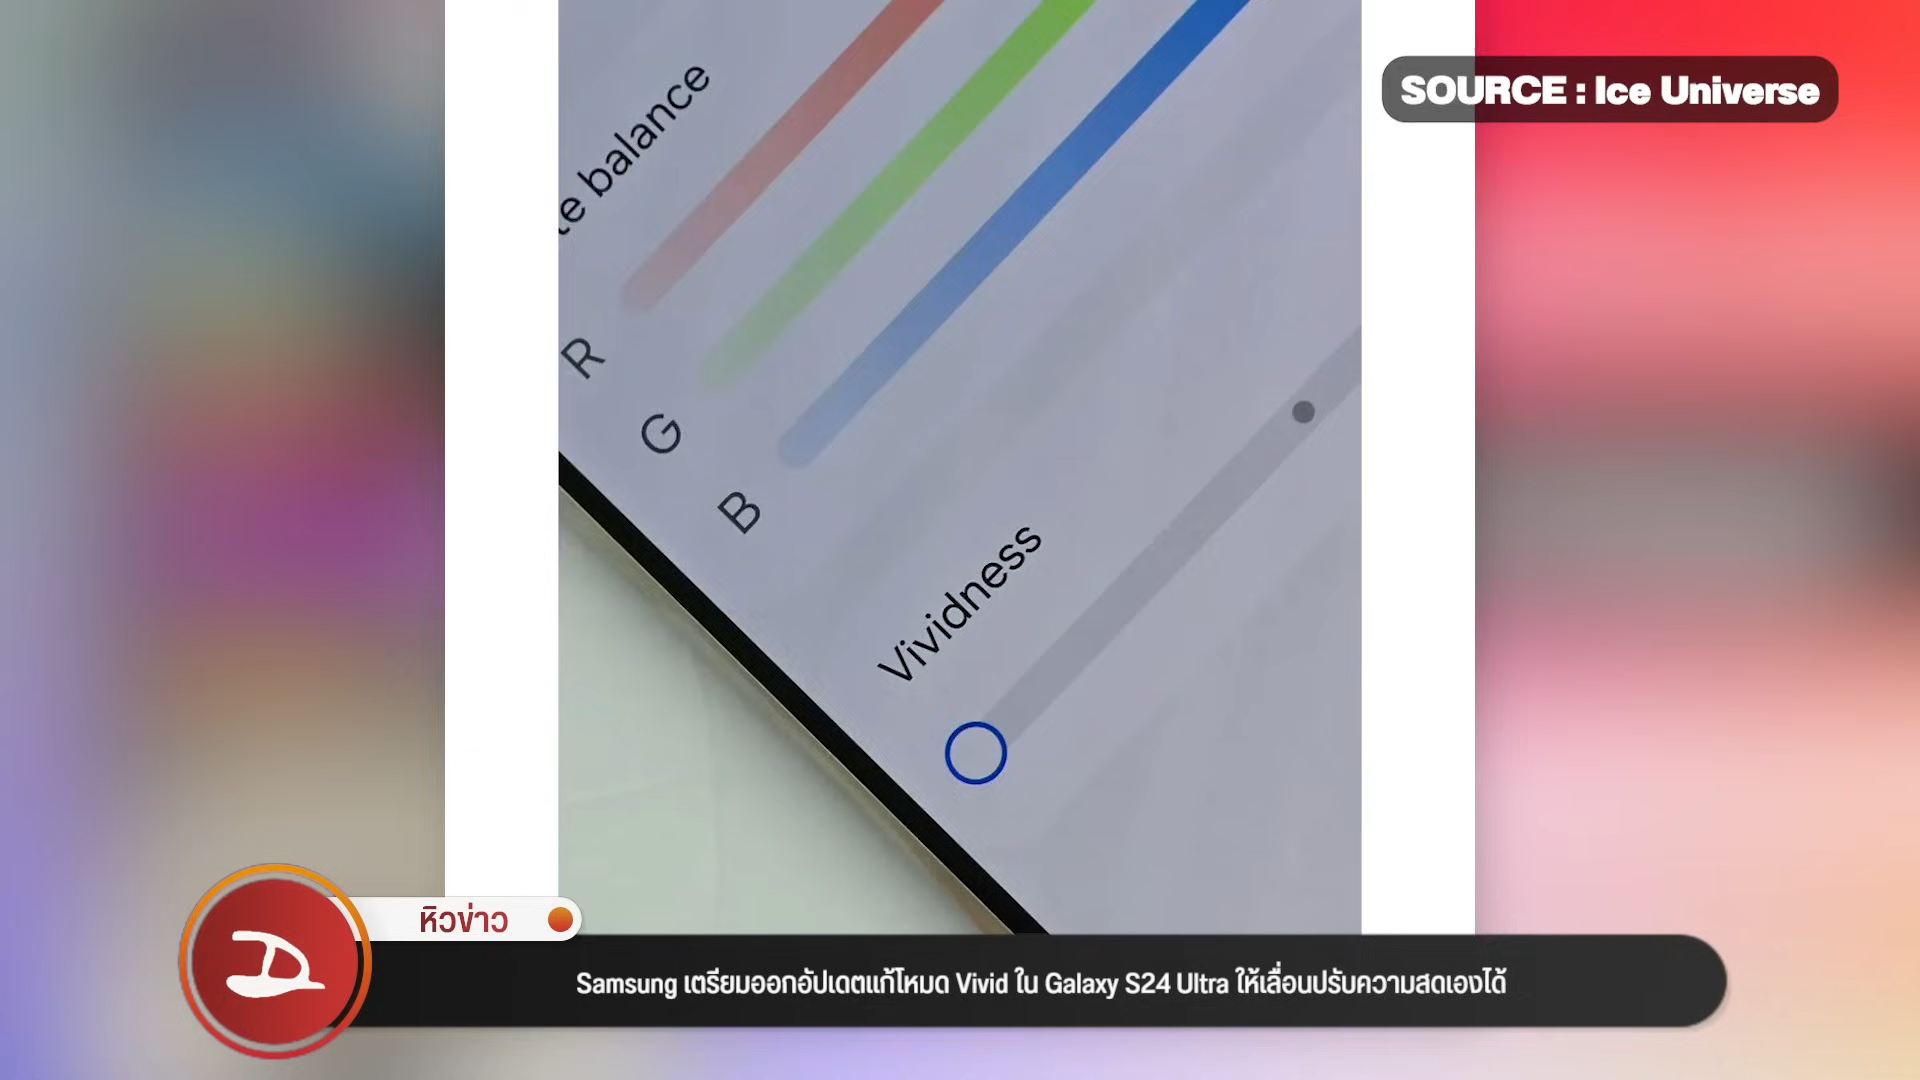 SOURCE : Ice Universe
te balance
R
G
B
Vividness
หิวข่าว
Samsung เตรียมออกอัปเดตแก้โหมด Vivid ใน Galaxy S24 Ultra ให้เลื่อนปรับความสดเองได้